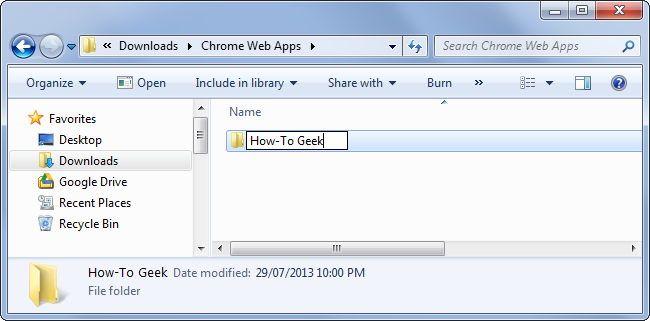 « Downloads Chrome Web Apps Search Chrome Web Apps
Organize Open Include in library Share with Burn »
Favorites
Desktop
Downloads
Google Drive
Recent Places
Recycle Bin
Name
How-To Geek
How-To Geek Date modified: 29/07/2013 10:00 PM
File folder